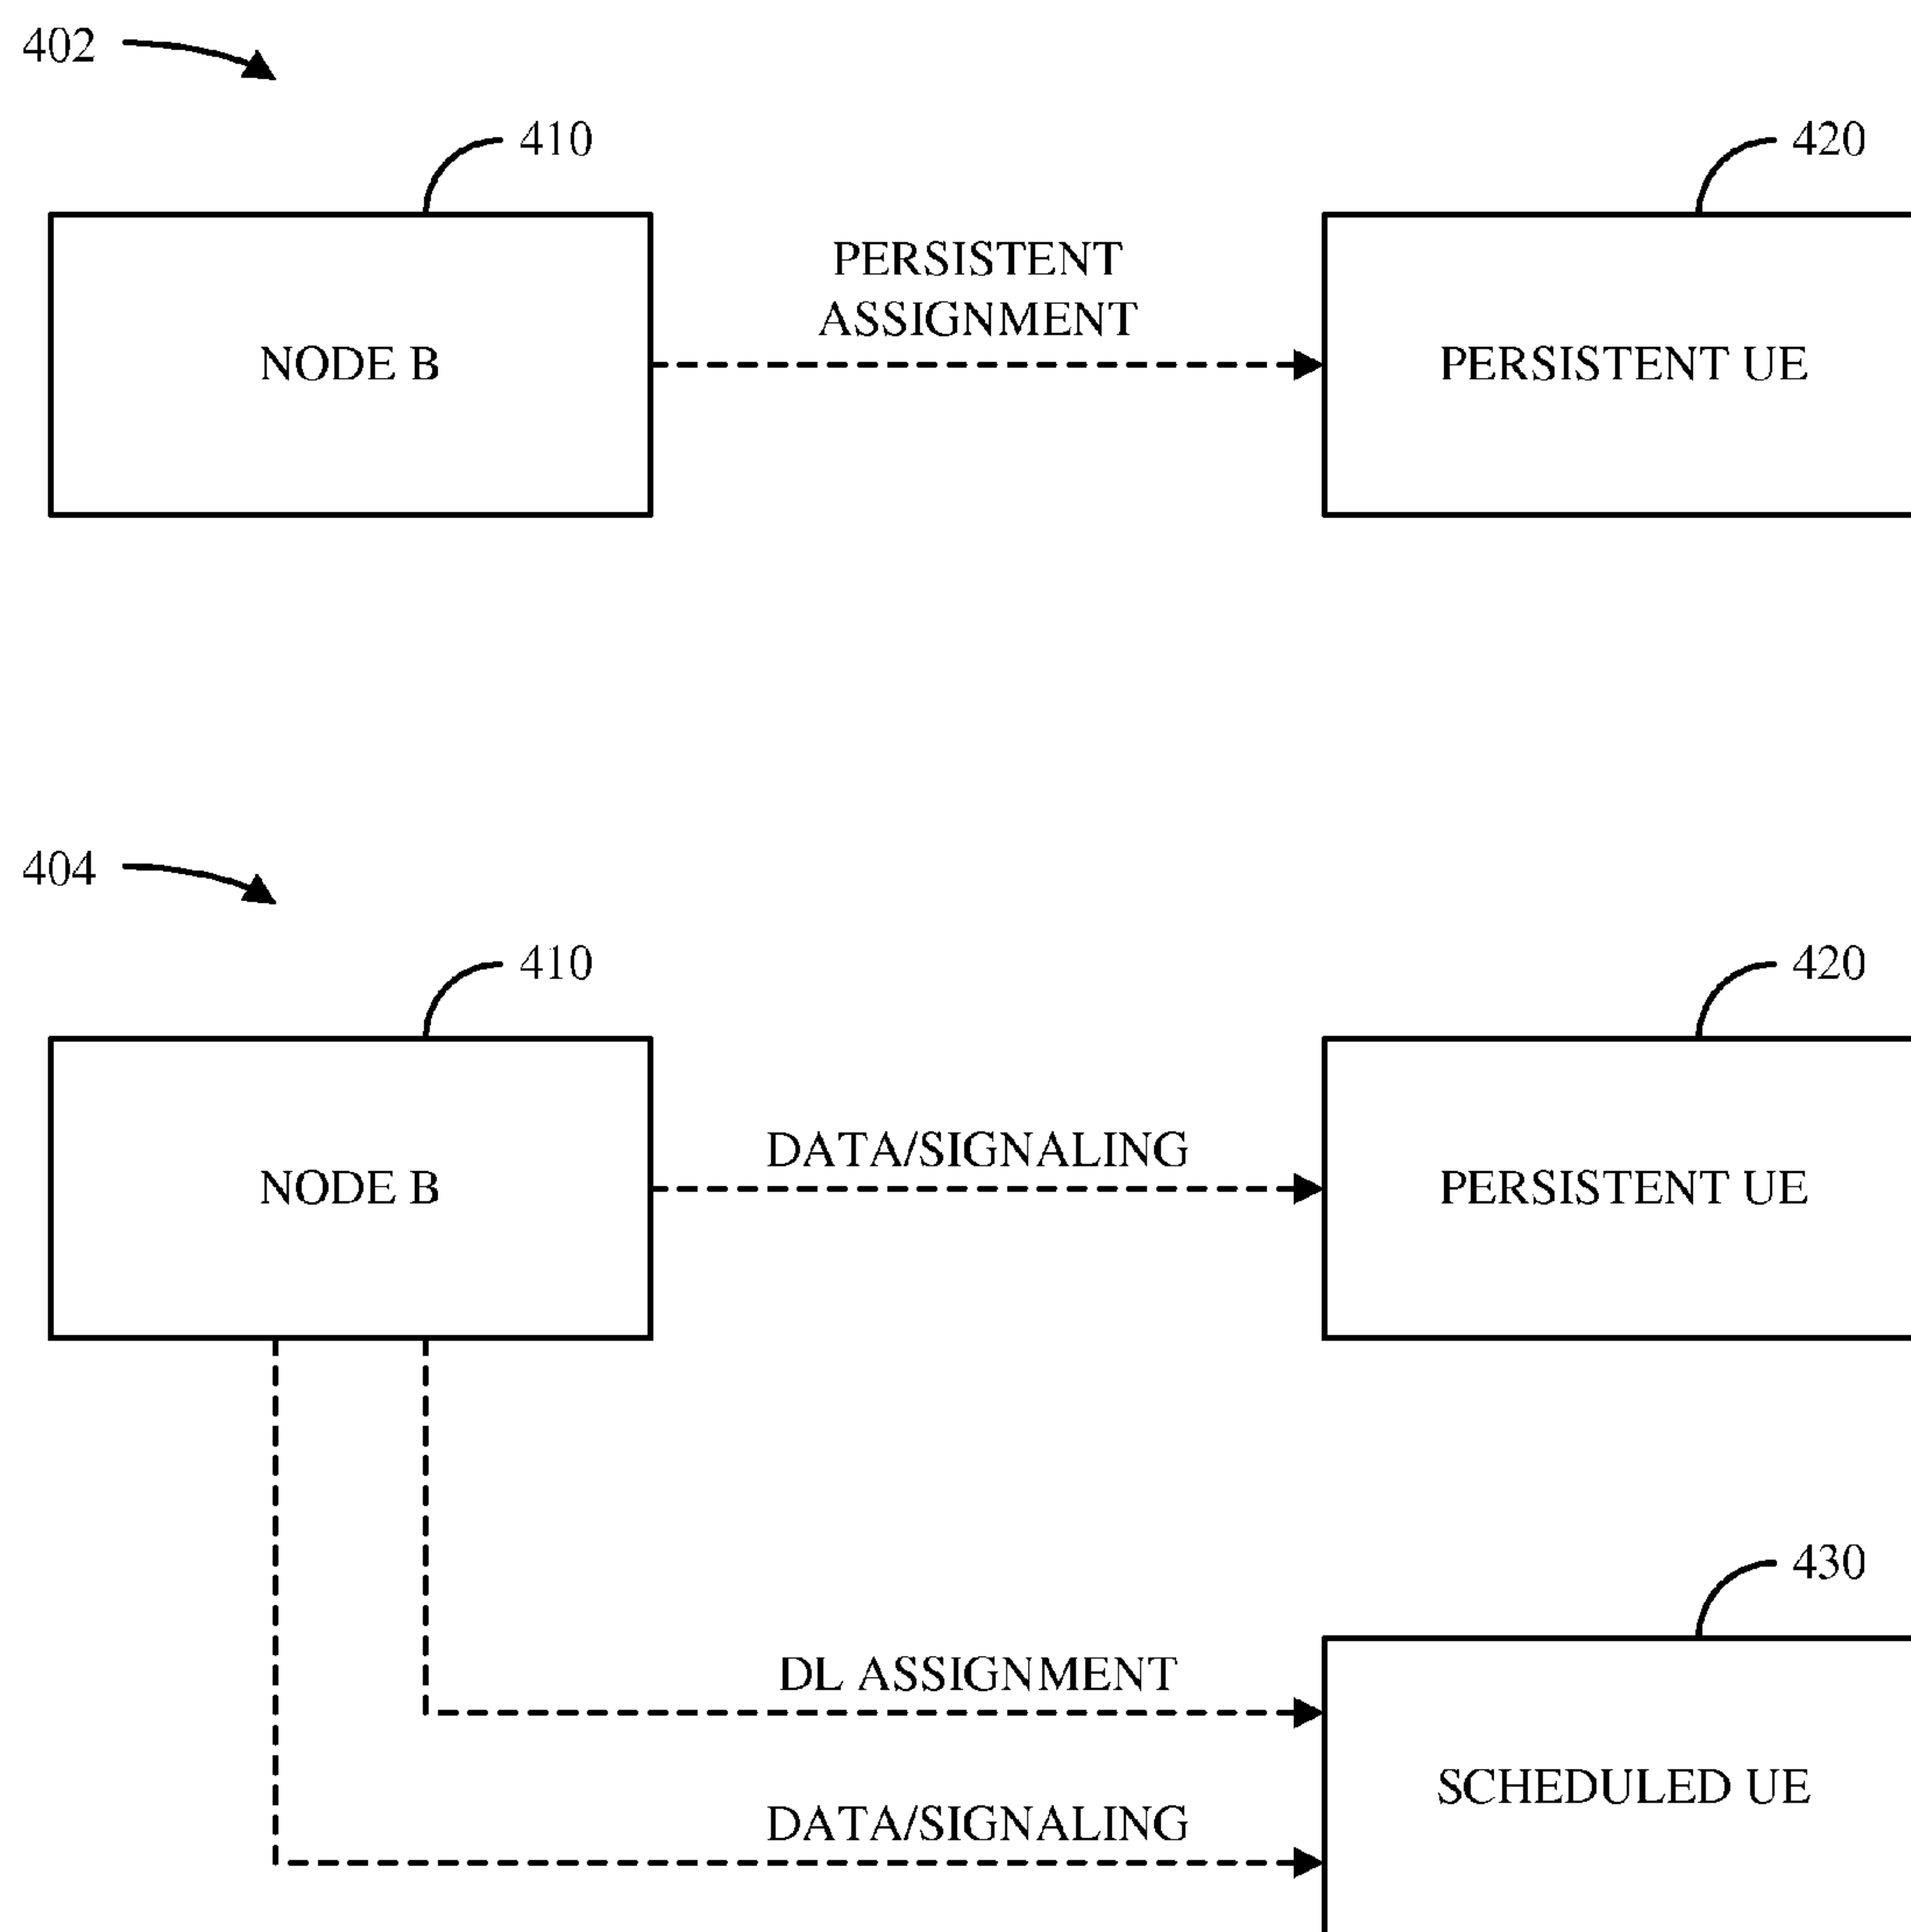 402
410
420
PERSISTENT
ASSIGNMENT
NODE B
PERSISTENT UE
404
410
420
DATA/SIGNALING
NODE B
PERSISTENT UE
430
DL ASSIGNMENT
SCHEDULED UE
DATA/SIGNALING